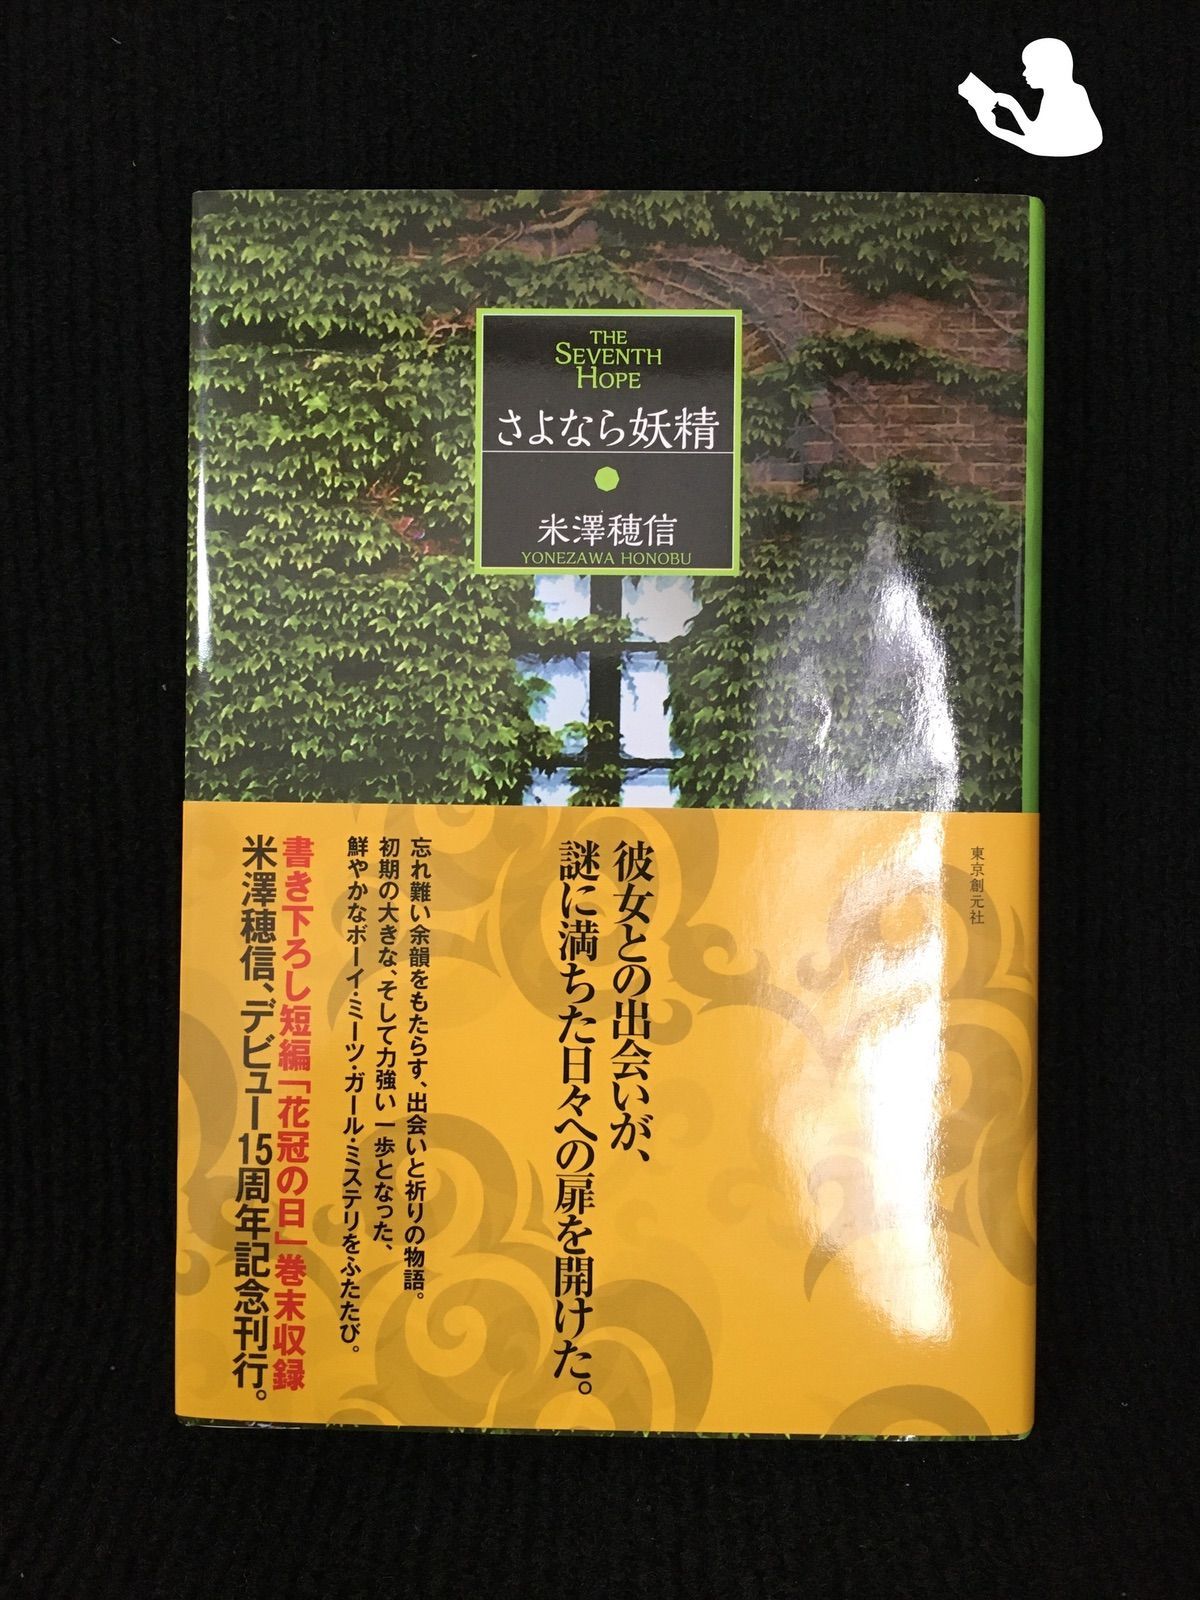 THE
SEVENTH
HOPE
さよなら妖精
米澤穂信
YONEZAWA HONOBU
東京創元社
彼女との出会いが、
謎に満ちた日々への扉を開けた。
忘れ難い余韻をもたらす、出会いと祈りの物語。
初期の大きな、そして力強い一歩となった、
鮮やかなボーイ・ミーツ・ガール・ミステリをふたたび。
書き下ろし短編「花冠の日」巻末収録
米澤穂信、デビュー15周年記念刊行。